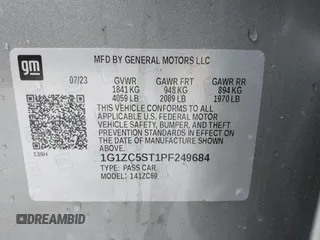 gm
MFD BY GENERAL MOTORS LLC
07/23 GVWR GAWR FRT GAWR RR
1841 KG 948 KG 894 KG
4059 LB 2089 LB 1970 LB
THIS VEHICLE CONFORMS TO ALL
APPLICABLE U.S. FEDERAL MOTOR
VEHICLE SAFETY, BUMPER, AND THEFT
PREVENTION STANDARDS IN EFFECT ON
THE DATE OF MANUFACTURE SHOWN
ABOVE.
1G1ZC5ST1PF249684
TYPE: PASS CAR
136H
MODEL: 141ZC69
DREAMBID